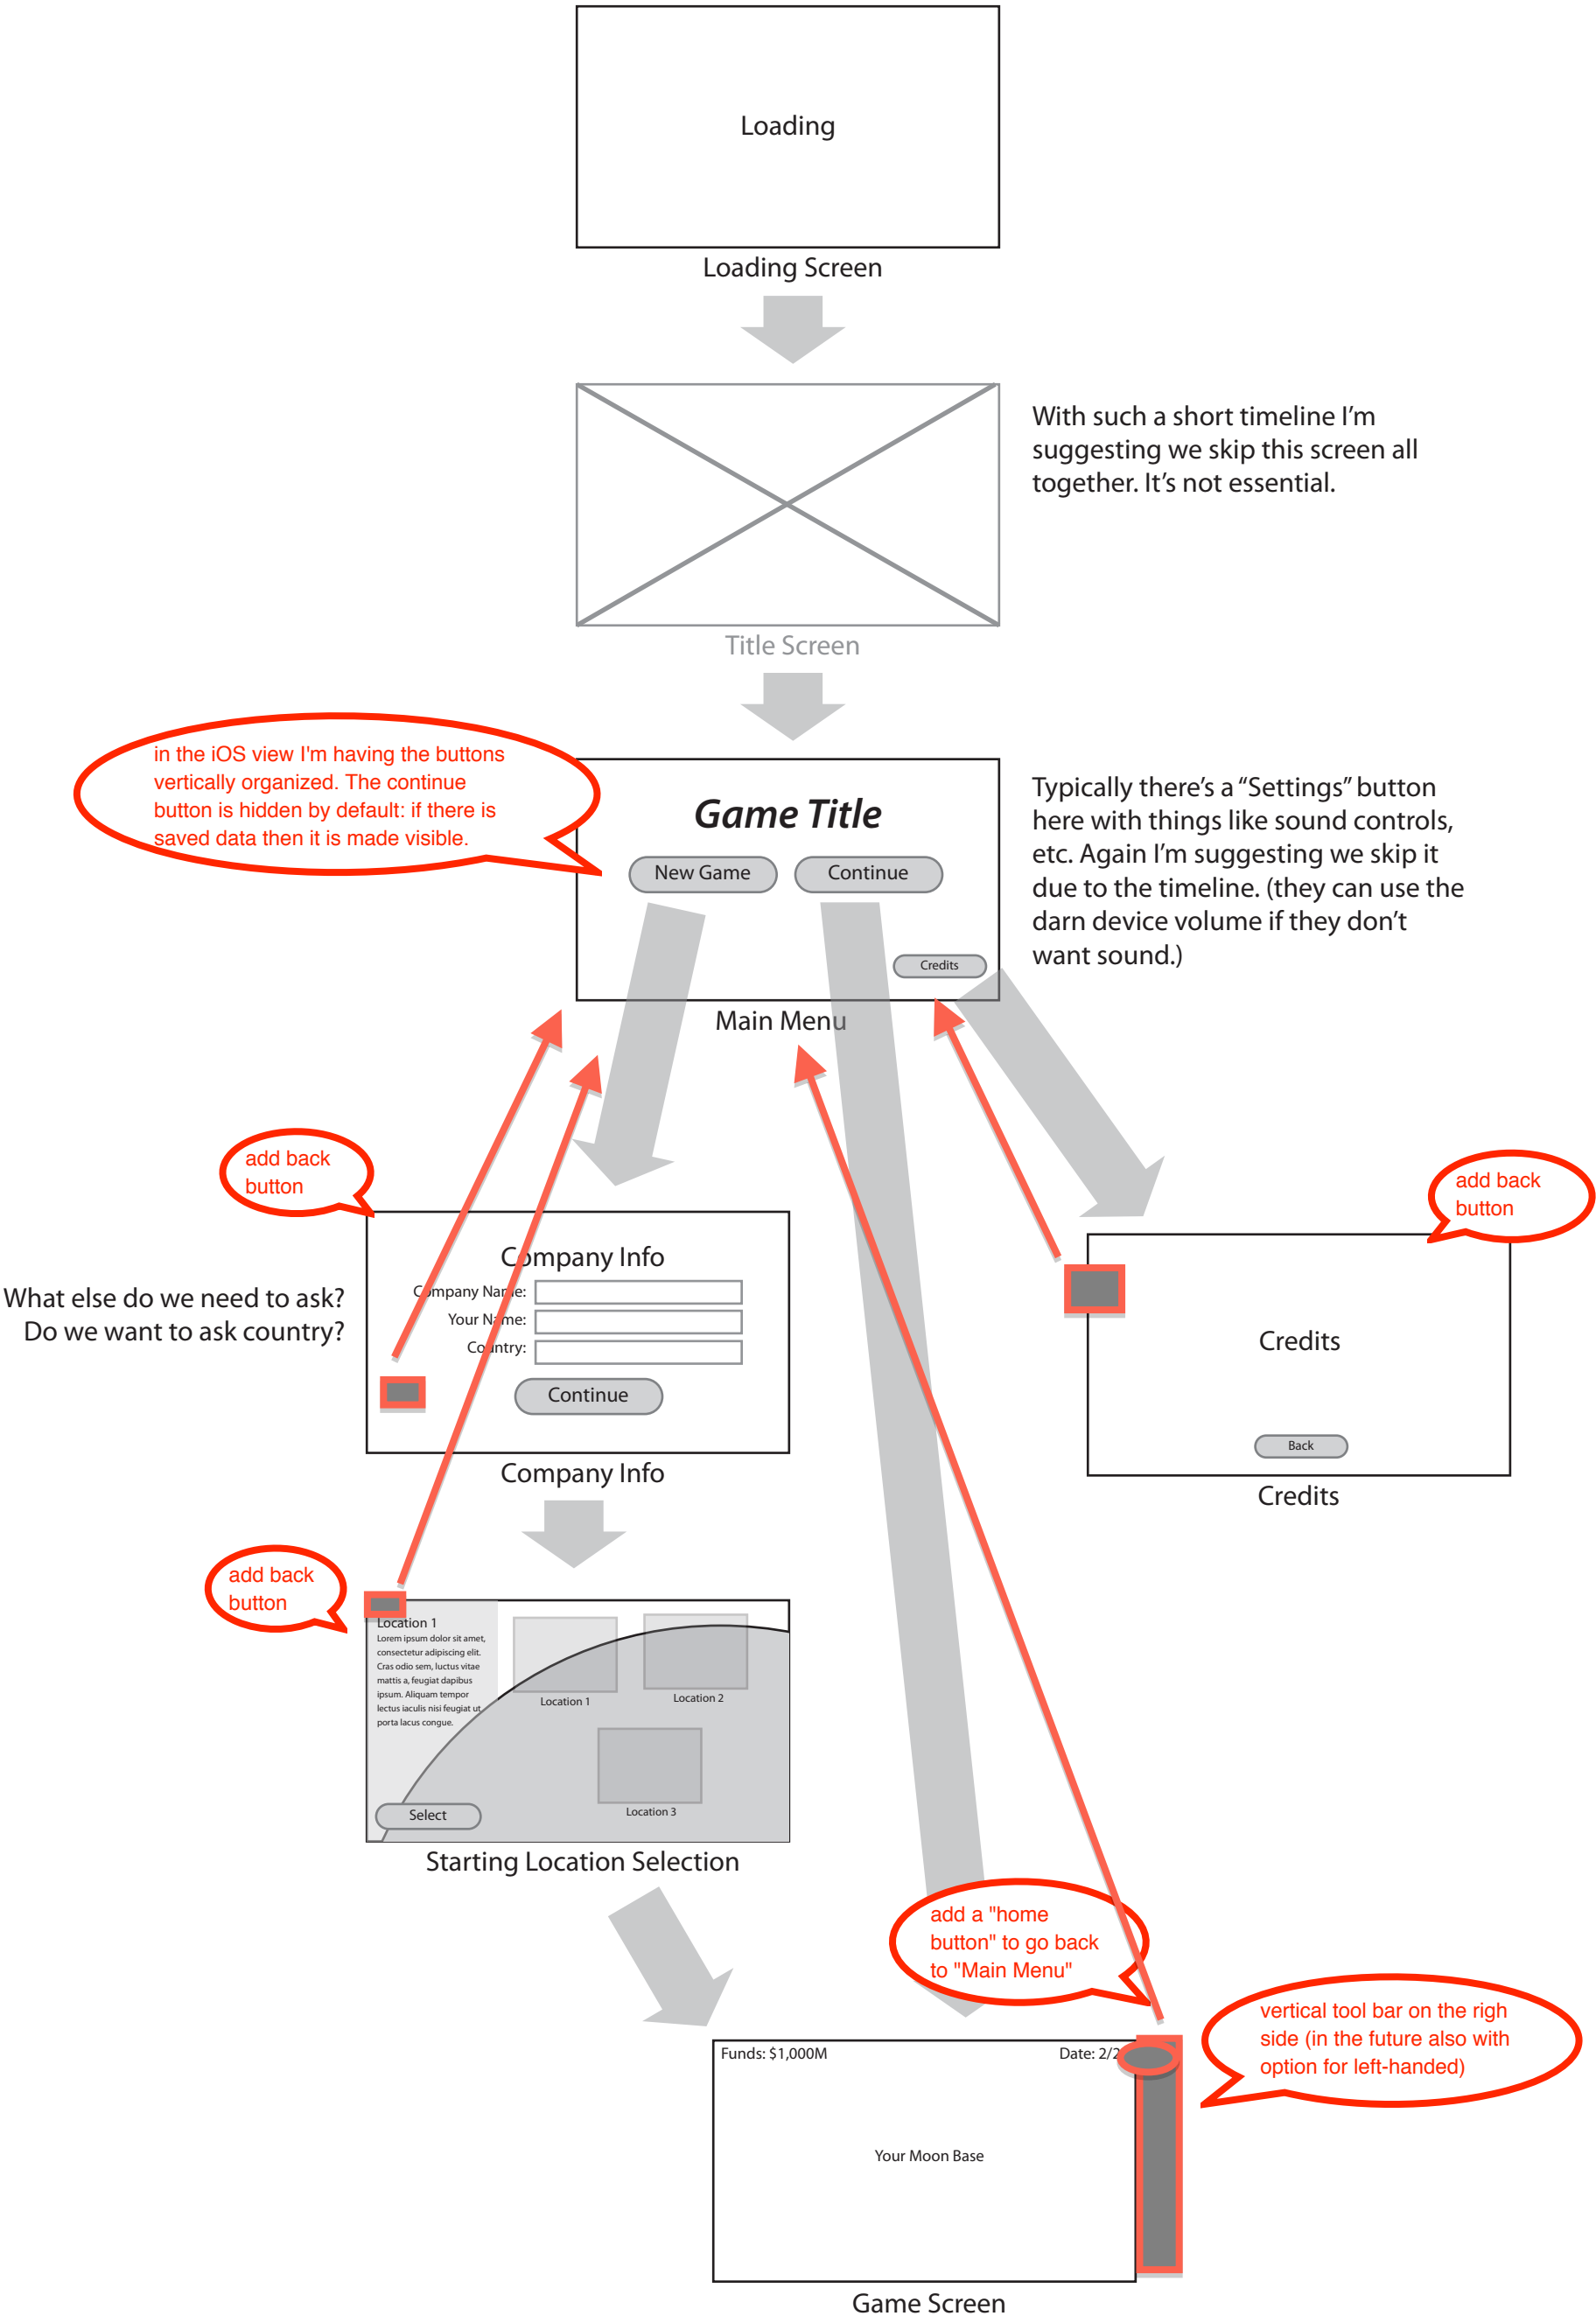 Loading
Loading Screen
With such a short timeline I’m
suggesting we skip this screen all
together. It’s not essential.
Title Screen
in the iOS view I'm having the buttons
vertically organized. The continue
button is hidden by default: if there is
saved data then it is made visible.
Game Title
New Game
Continue
Credits
Main Menu
Typically there’s a “Settings” button
here with things like sound controls,
etc. Again I’m suggesting we skip it
due to the timeline. (they can use the
darn device volume if they don’t
want sound.)
add back
button
add back
button
What else do we need to ask?
Do we want to ask country?
Company Info
Company Name:
Your Name:
Country:
Continue
Company Info
Credits
Back
Credits
add back
button
Location 1
Lorem ipsum dolor sit amet,
consectetur adipiscing elit.
Cras odio sem, luctus vitae
mattis a, feugiat dapibus
ipsum. Aliquam tempor
lectus iaculis nisi feugiat ut
porta lacus congue.
Select
Location 1
Location 2
Location 3
Starting Location Selection
add a "home
button" to go back
to "Main Menu"
vertical tool bar on the righ
side (in the future also with
option for left-handed)
Funds: $1,000M
Date: 2/2
Your Moon Base
Game Screen